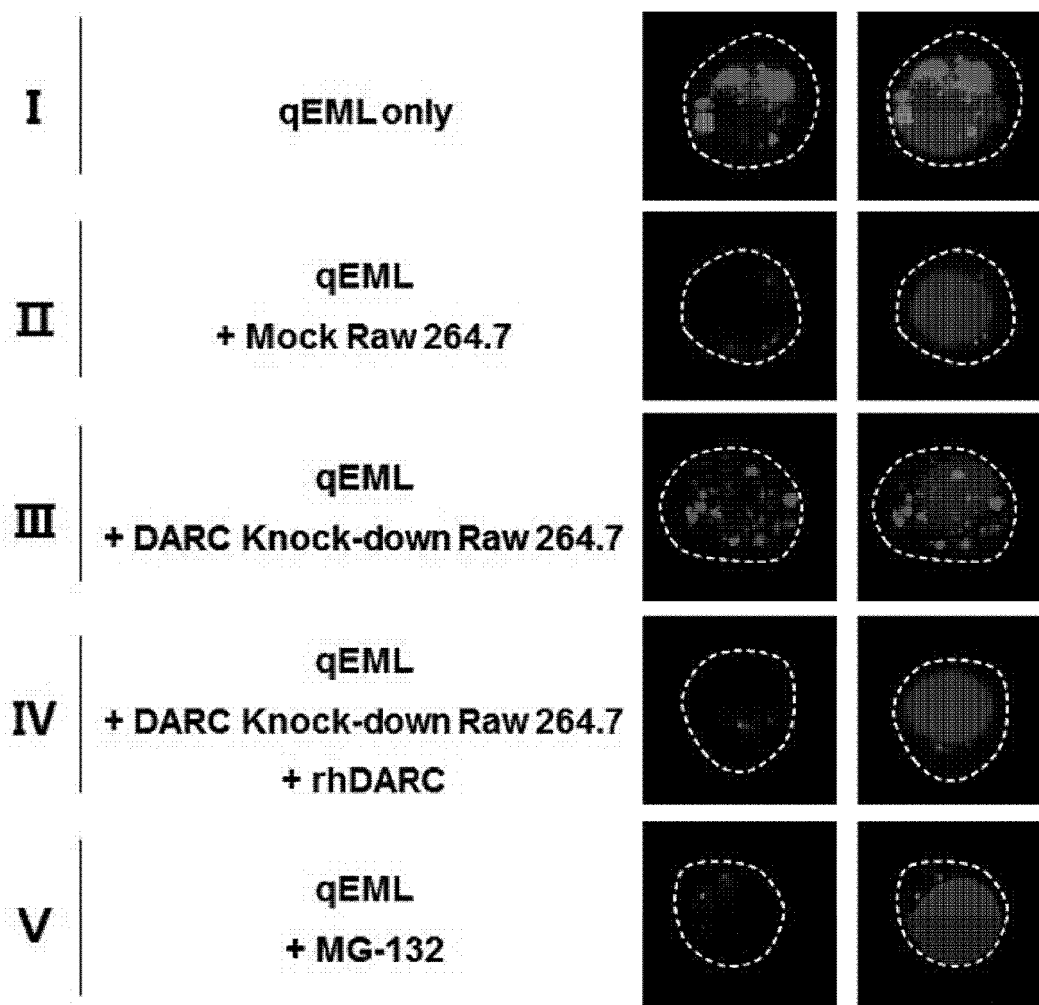 I
qEML only
II
qEML
+ Mock Raw 264.7
III
qEML
+ DARC Knock-down Raw 264.7
IV
qEML
+ DARC Knock-down Raw 264.7
+ rhDARC
V
qEML
+ MG-132